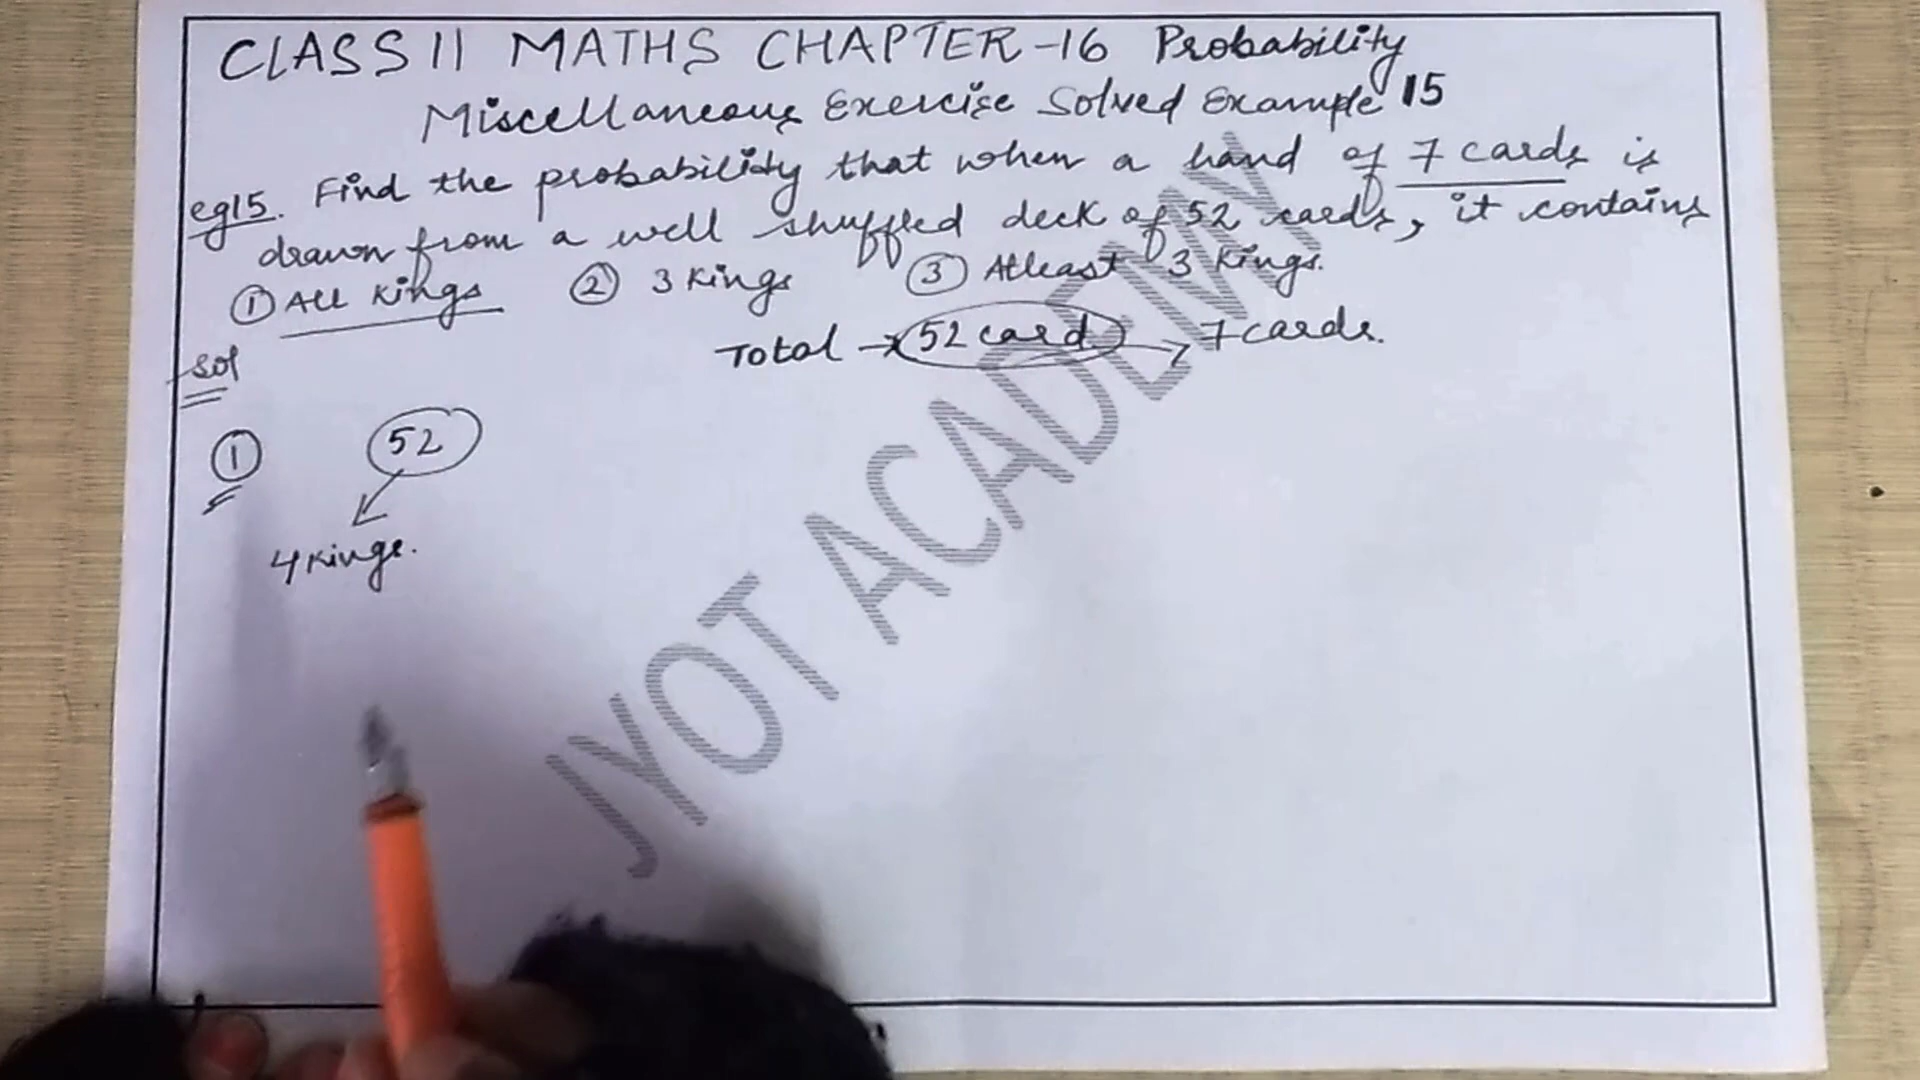 CLASS 11 MATHS CHAPTER-16 Probability
Miscellaneous Exercise Solved Example 15
eg15. Find the probability that when a hand of 7 cards is
drawn from a well shuffled deck of 52 cards, it contains
① All Kings ② 3 Kings ③ Atleast 3 Kings.
Total → 52 card → 7 cards.
Sol
① 52
4 Kings.
JYOT ACADEMY